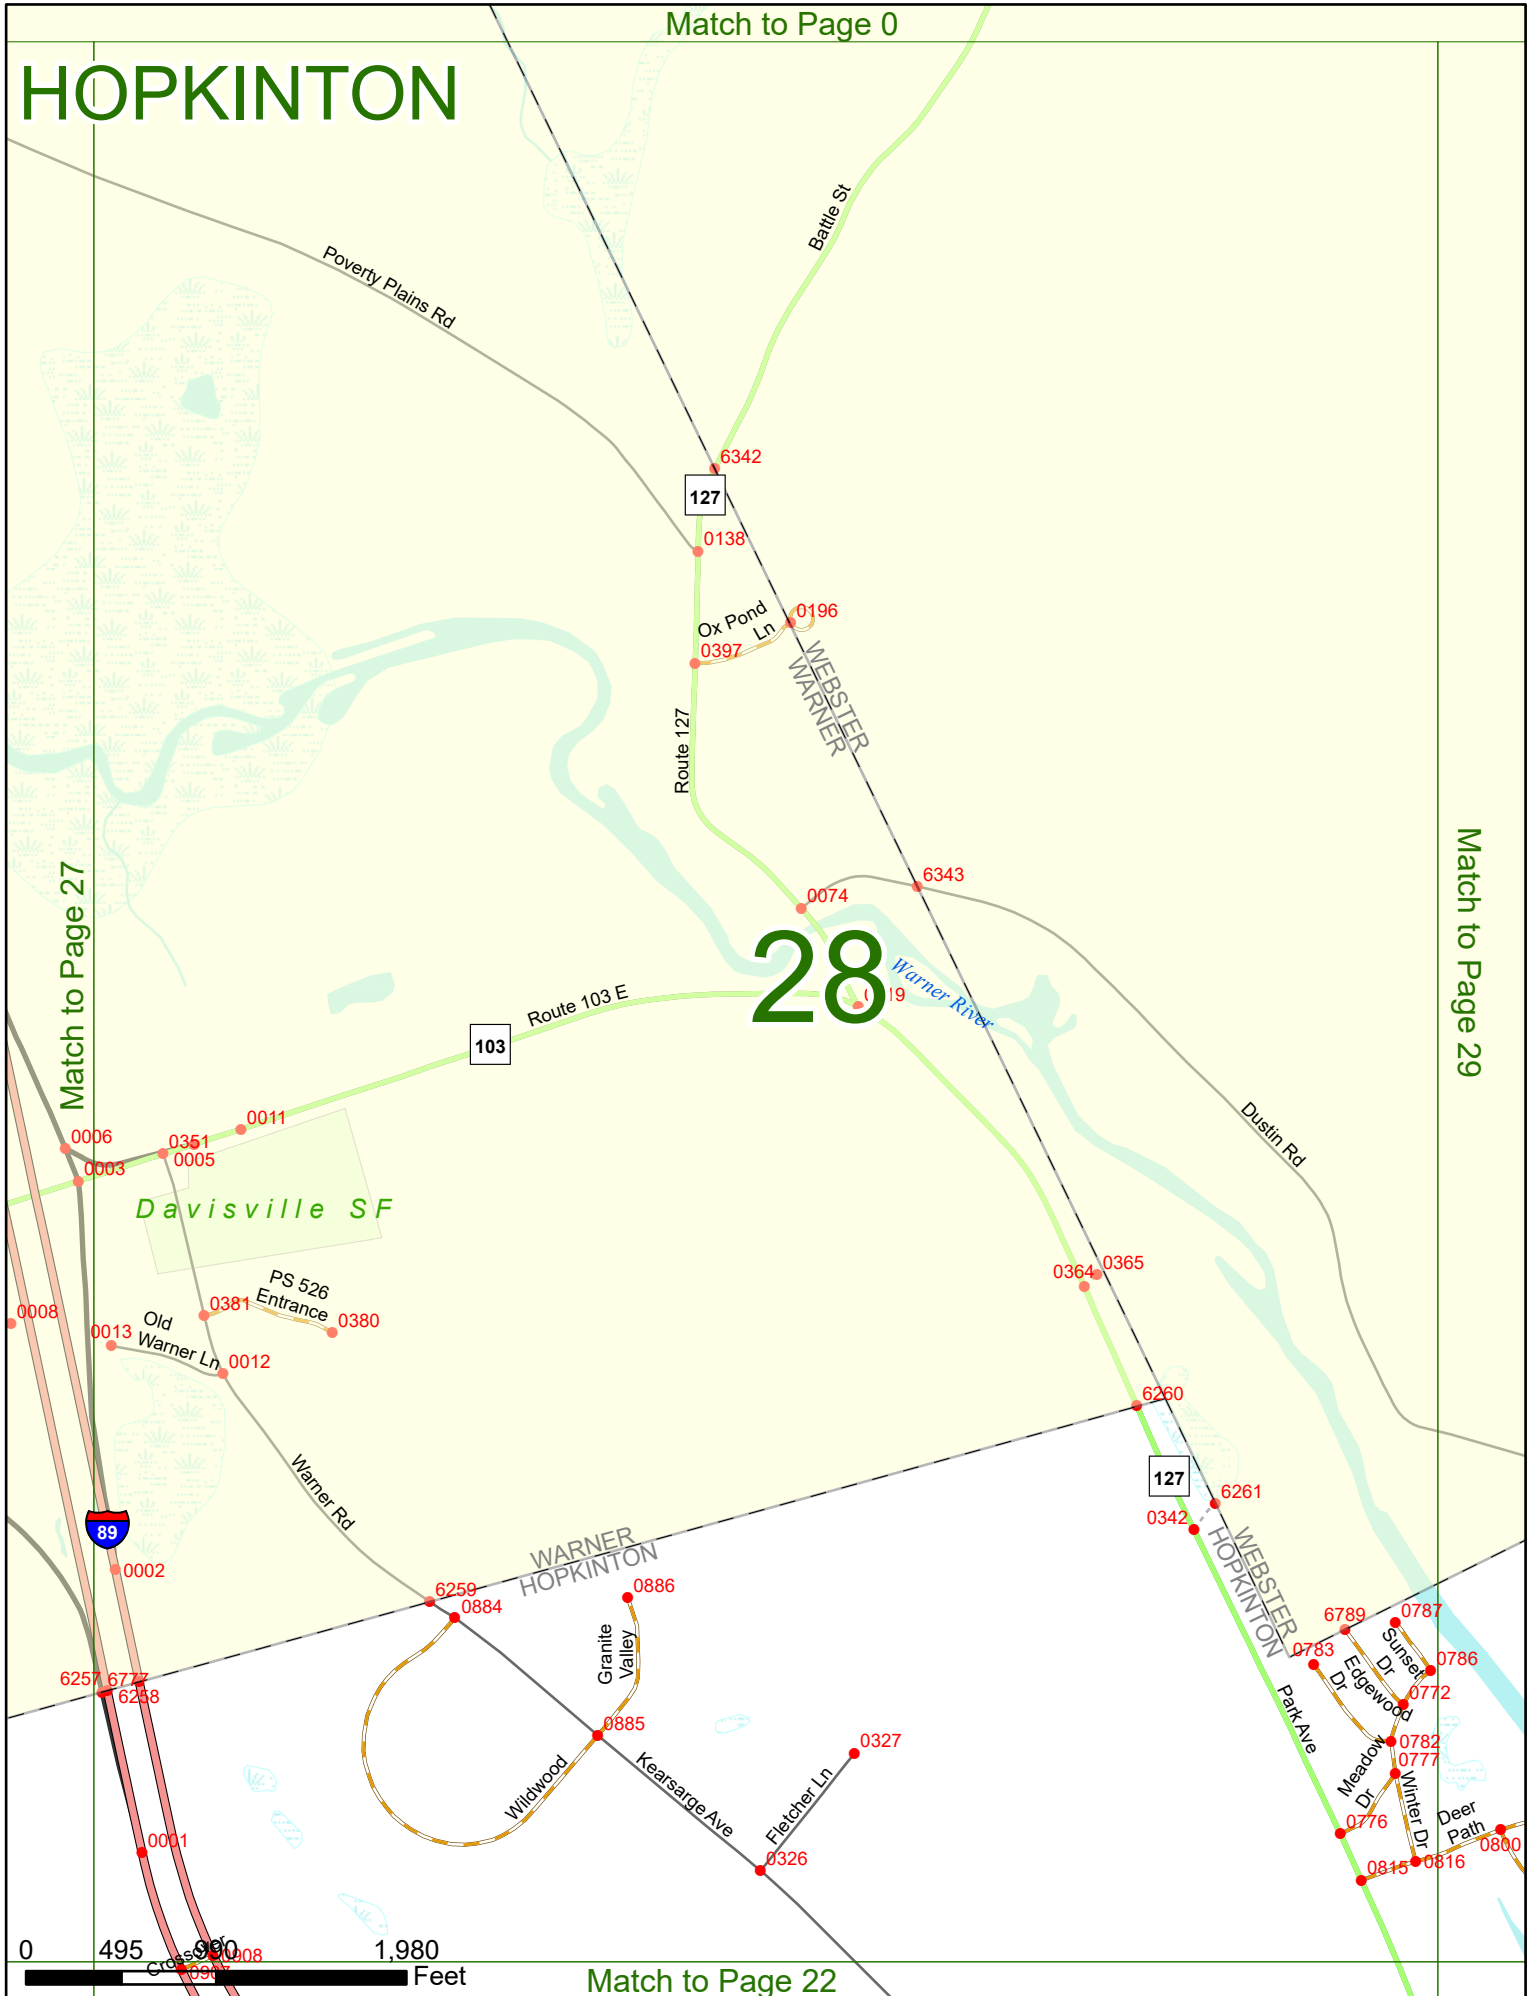 Match to Page 0
HOPKINTON
Battle St
Poverty Plains Rd
6342
127
0138
Ox Pond
Ln
0196
0397
WEBSTER
WARNER
Route 127
Match to Page 27
Match to Page 29
6343
0074
28
Warner River
Route 103 E
103
Dustin Rd
0011
0006
0351
0005
0003
Davisville SF
0365
0364
PS 526
Entrance
0381
0380
0008
Old
Warner Ln
0013
0012
6260
Warner Rd
127
6261
0342
89
WARNER
HOPKINTON
WEBSTER
HOPKINTON
0002
6259
0884
0886
Granite
Valley
6789
0787
Sunset
Dr
0783
Edgewood
Dr
0786
0772
6257
6777
6258
Park Ave
0885
0782
0777
0327
Meadow
Dr
Winter Dr
Wildwood
Kearsarge Ave
Fletcher Ln
Deer
Path
0776
0800
0001
0326
0815
0816
Crossover
0908
0907
0
495
990
1,980
Feet
Match to Page 22